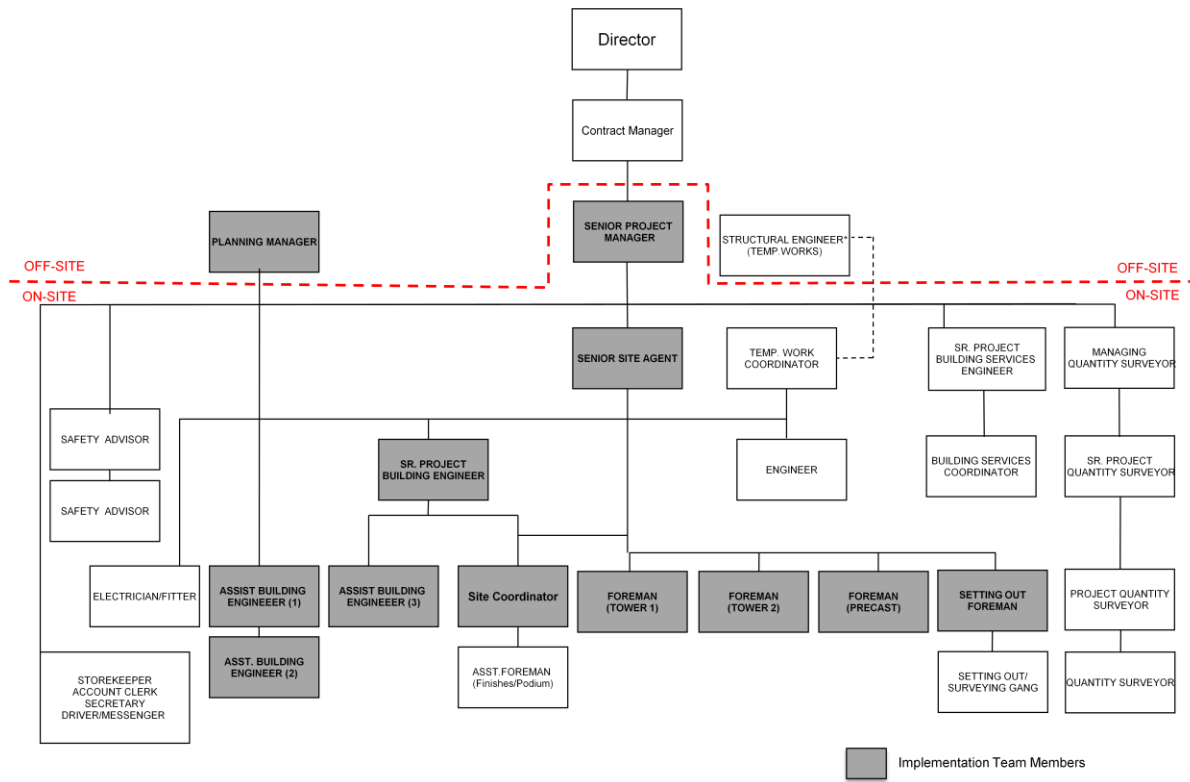 Director
Contract Manager
PLANNING MANAGER
SENIOR PROJECT
MANAGER
STRUCTURAL ENGINEER
(TEMP.WORKS)
OFF-SITE
OFF-SITE
ON-SITE
ON-SITE
SENIOR SITE AGENT
TEMP. WORK
COORDINATOR
SR. PROJECT
BUILDING SERVICES
ENGINEER
MANAGING
QUANTITY SURVEYOR
SAFETY ADVISOR
SR. PROJECT
BUILDING ENGINEER
ENGINEER
BUILDING SERVICES
COORDINATOR
SR. PROJECT
QUANTITY SURVEYOR
SAFETY ADVISOR
ELECTRICIAN/FITTER
ASSIST BUILDING
ENGINEEER (1)
ASSIST BUILDING
ENGINEEER (3)
Site Coordinator
FOREMAN
(TOWER 1)
FOREMAN
(TOWER 2)
FOREMAN
(PRECAST)
SETTING OUT
FOREMAN
PROJECT QUANTITY
SURVEYOR
STOREKEEPER
ACCOUNT CLERK
SECRETARY
DRIVER/MESSENGER
ASST. BUILDING
ENGINEER (2)
ASST.FOREMAN
(Finishes/Podium)
SETTING OUT/
SURVEYING GANG
QUANTITY SURVEYOR
Implementation Team Members